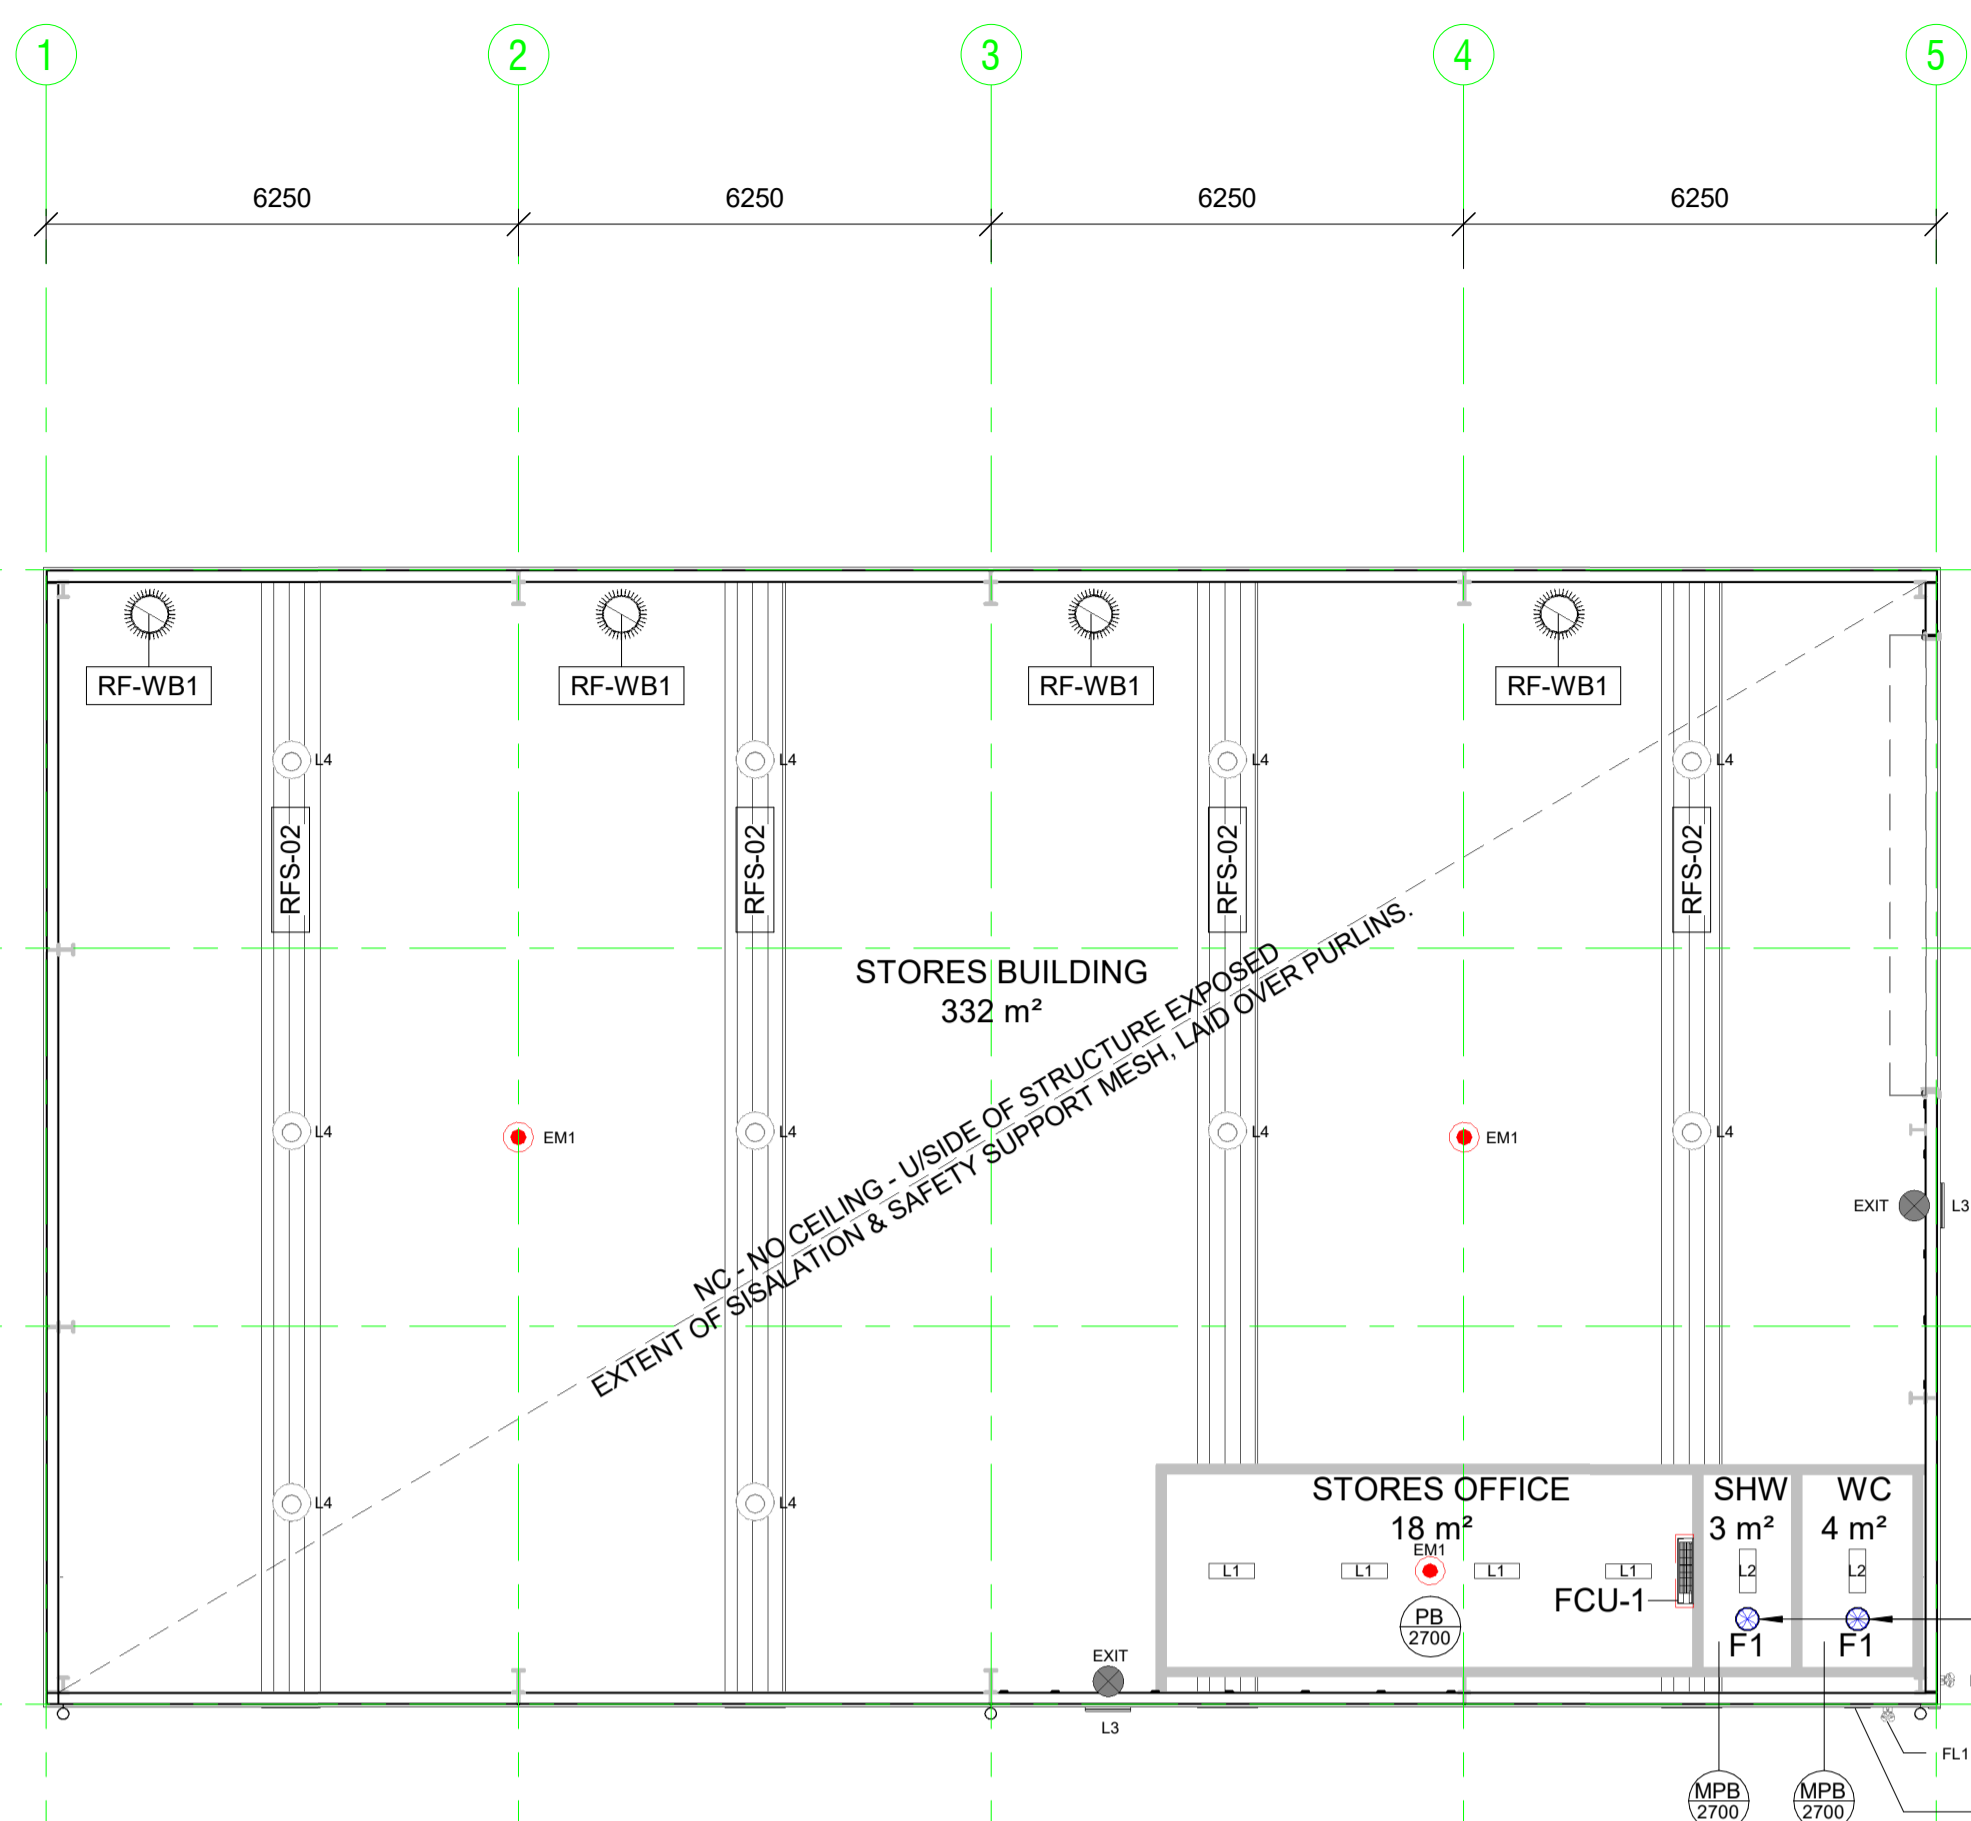 1 2 3 4 5
6250 6250 6250 6250
RF-WB1 RF-WB1 RF-WB1 RF-WB1
L4 L4 L4 L4
RFS-02 RFS-02 RFS-02 RFS-02
STORES BUILDING
332 m²
NC - NO CEILING - U/SIDE OF STRUCTURE EXPOSED
EXTENT OF SISALATION & SAFETY SUPPORT MESH, LAID OVER PURLINS.
L4 L4 L4 L4
EM1 EM1
EXIT L3
L4 L4
STORES OFFICE
18 m²
EM1
L1 L1 L1 L1
FCU-1
PB
2700
SHW
3 m²
L2
F1
WC
4 m²
L2
F1
EXIT
L3
FL1
MPB
2700
MPB
2700